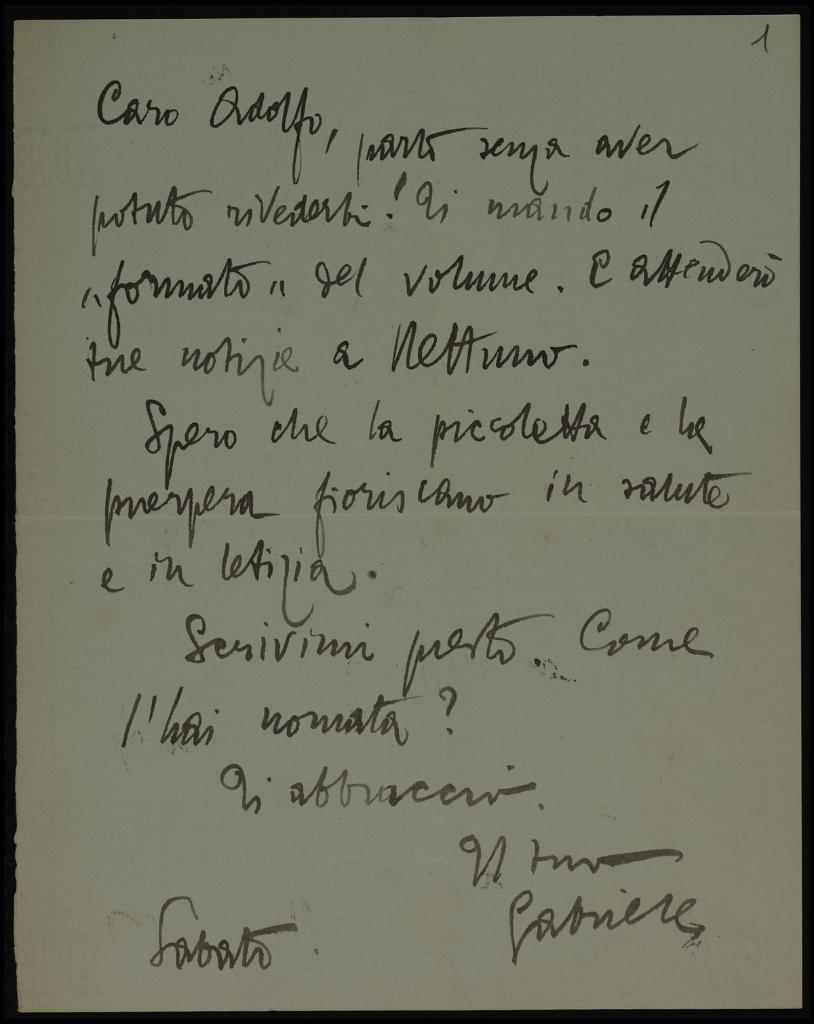 1
Caro Adolfo, parto senza aver
potuto rivederti! Ti mando il
"formato" del volume. E attenderò
tue notizie a Nettuno.
Spero che la piccoletta e la
puerpera fioriscano in salute
e in letizia.
Scrivimi presto. Come
l'hai nomata?
Ti abbraccio.
Il tuo
Gabriele
Sabato.